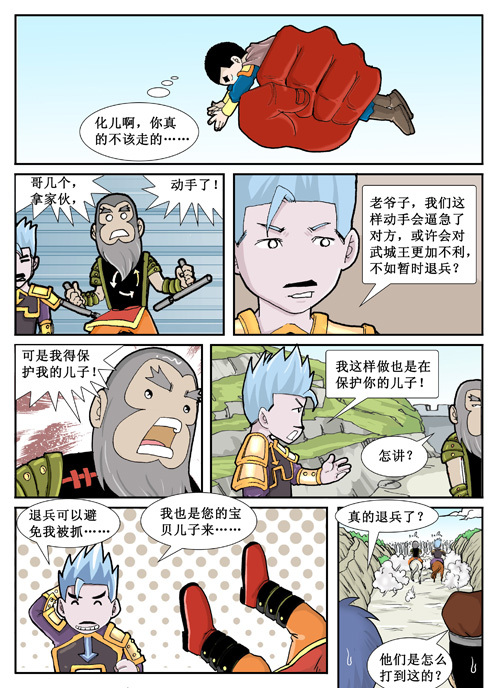 化儿啊，你真
的不该走的……
哥几个，
拿家伙，
动手了！
老爷子，我们这
样动手会逼急了
对方，或许会对
武城王更加不利，
不如暂时退兵？
可是我得保
护我的儿子！
我这样做也是在
保护你的儿子！
怎讲？
退兵可以避
免我被抓……
我也是您的宝
贝儿子来……
真的退兵了？
他们是怎么
打到这的？